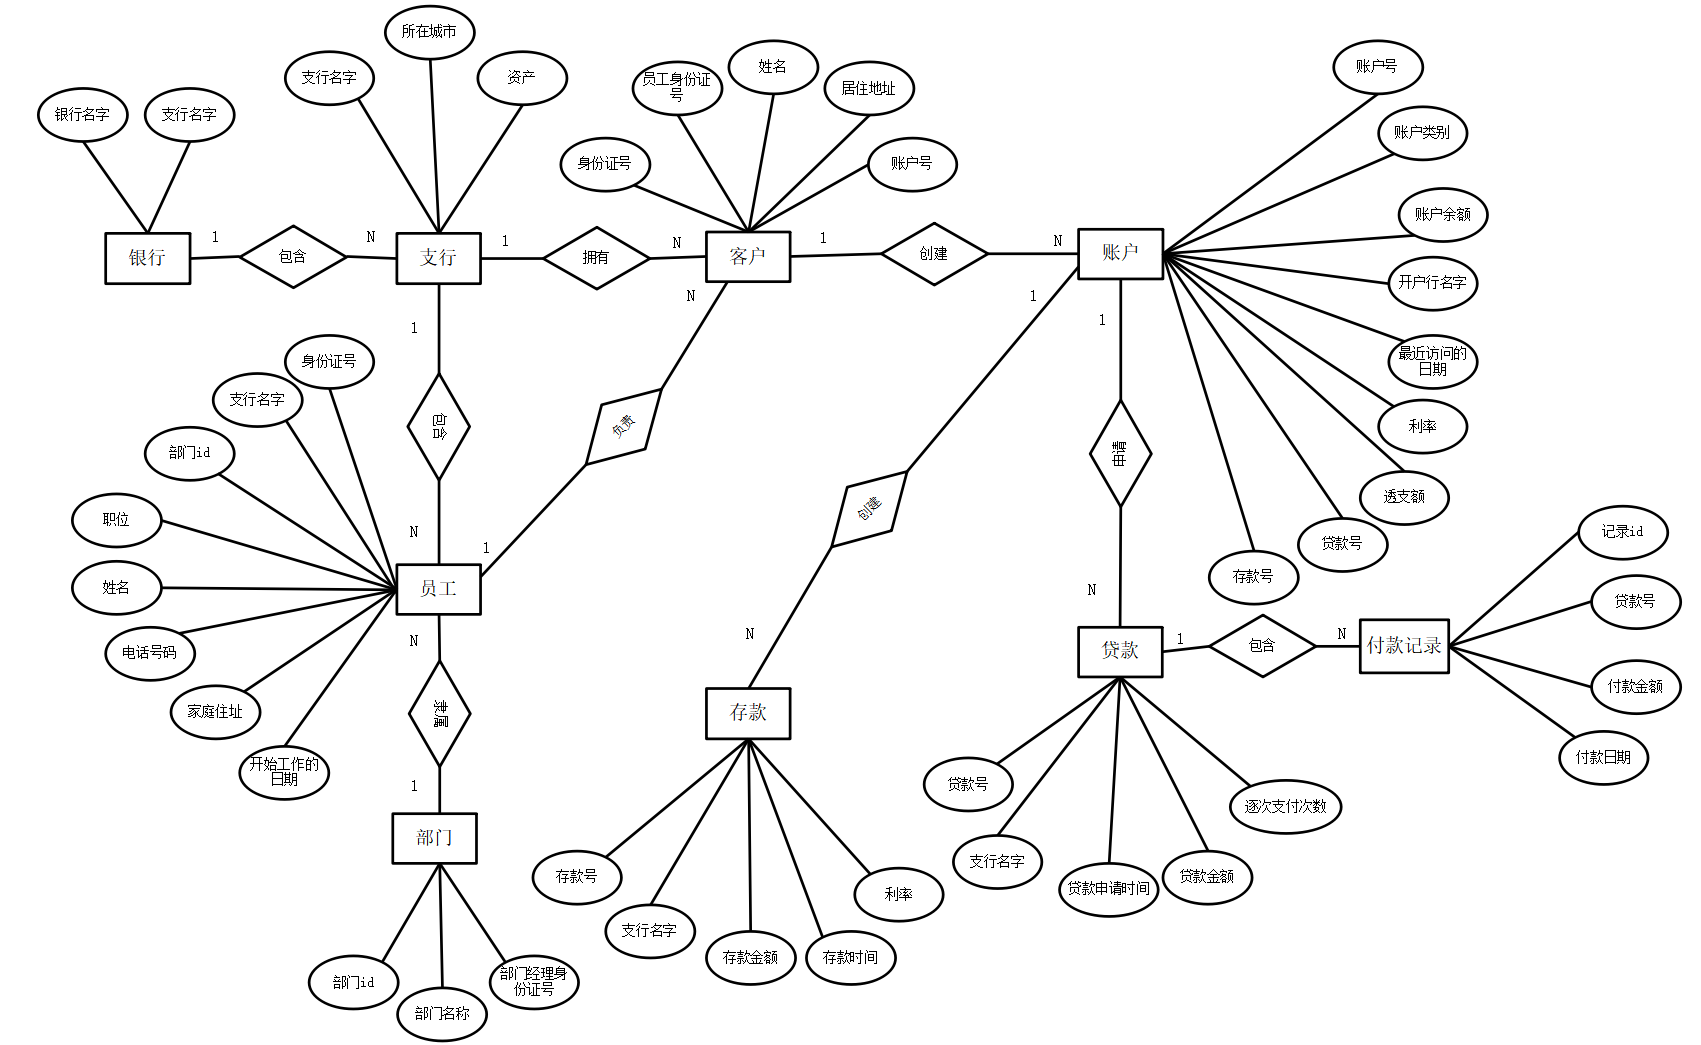 所在城市
支行名字
资产
银行名字
支行名字
员工身份证
号
姓名
居住地址
身份证号
账户号
账户号
账户类别
账户余额
开户行名字
最近访问的
日期
利率
透支额
贷款号
存款号
银行
1
包含
N
支行
1
拥有
N
客户
1
创建
N
账户
1
包含
N
N
负责
1
1
创建
N
1
申请
N
身份证号
支行名字
部门id
职位
姓名
电话号码
家庭住址
开始工作的
日期
员工
N
隶属
1
部门
部门id
部门名称
部门经理身
份证号
存款
存款号
支行名字
存款金额
存款时间
利率
贷款
1
包含
N
付款记录
记录id
贷款号
付款金额
付款日期
贷款号
支行名字
贷款申请时间
贷款金额
逐次支付次数